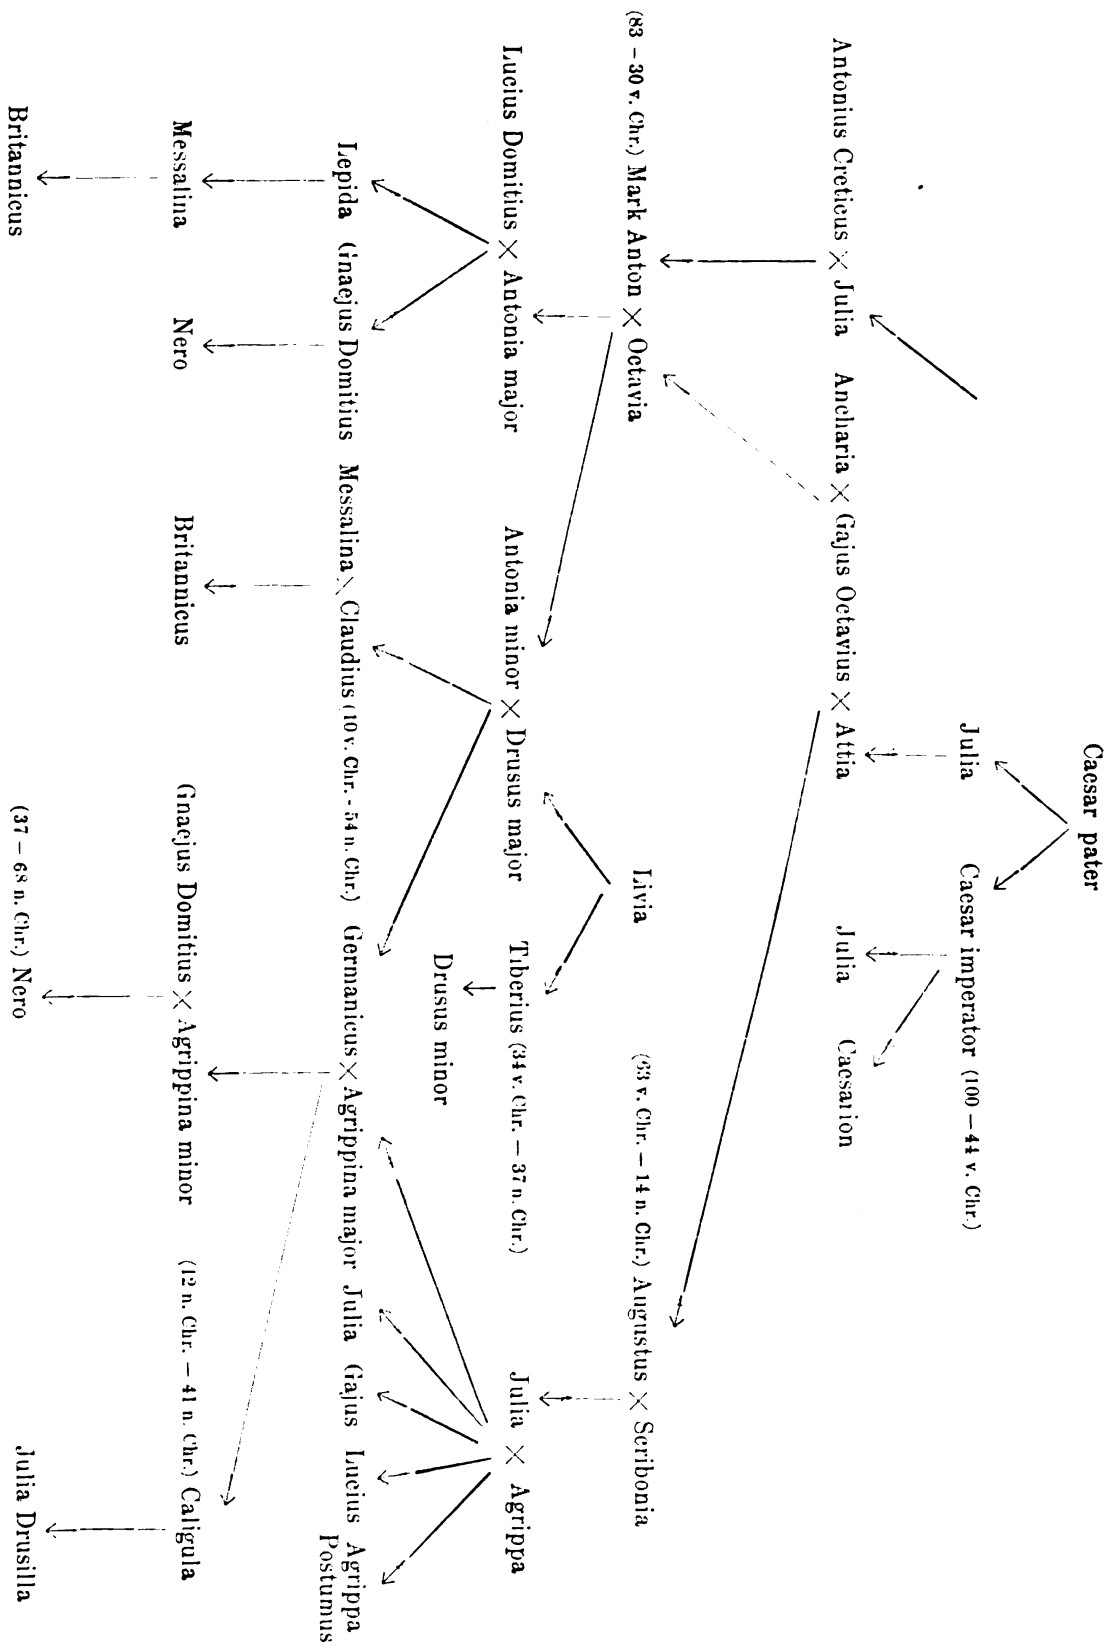 Caesar pater
Julia Caesar imperator (100 – 44 v. Chr.)
Antonius Creticus × Julia Ancharia × Gajus Octavius × Attia Julia Caesarion
(83 – 30 v. Chr.) Mark Anton × Octavia Livia (63 v. Chr. – 14 n. Chr.) Augustus × Scribonia
Lucius Domitius × Antonia major Antonia minor × Drusus major Tiberius (34 v. Chr. – 37 n. Chr.) Julia × Agrippa
Drusus minor
Lepida Gnaejus Domitius Messalina × Claudius (10 v. Chr. - 54 n. Chr.) Germanicus × Agrippina major Julia Gajus Lucius Agrippa
Postumus
Messalina Nero Britannicus Gnaejus Domitius × Agrippina minor (12 n. Chr. – 41 n. Chr.) Caligula
Britannicus (37 – 68 n. Chr.) Nero Julia Drusilla